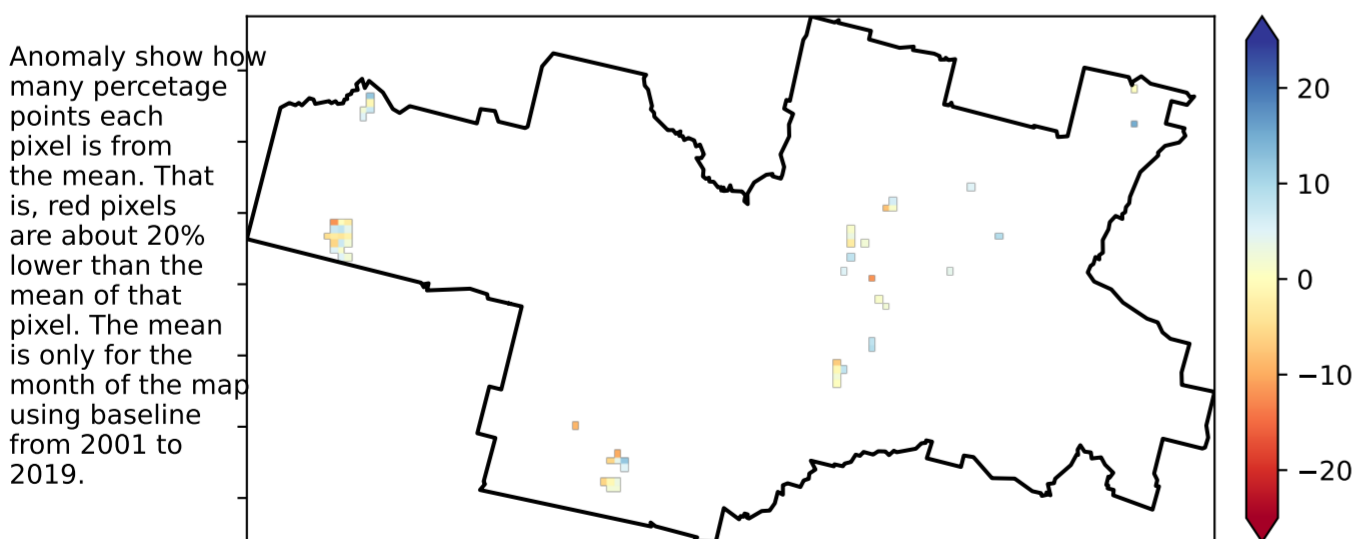 Anomaly show how
many percetage
points each
pixel is from
the mean. That
is, red pixels
are about 20%
lower than the
mean of that
pixel. The mean
is only for the
month of the map
using baseline
from 2001 to
2019.
20
10
0
−10
−20